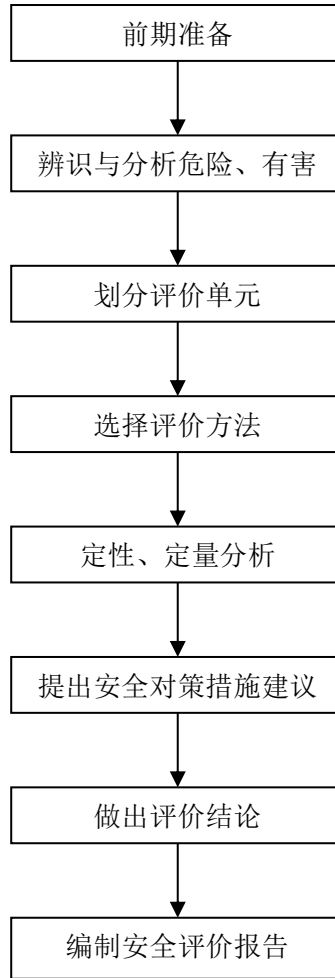 前期准备
辨识与分析危险、有害
划分评价单元
选择评价方法
定性、定量分析
提出安全对策措施建议
做出评价结论
编制安全评价报告